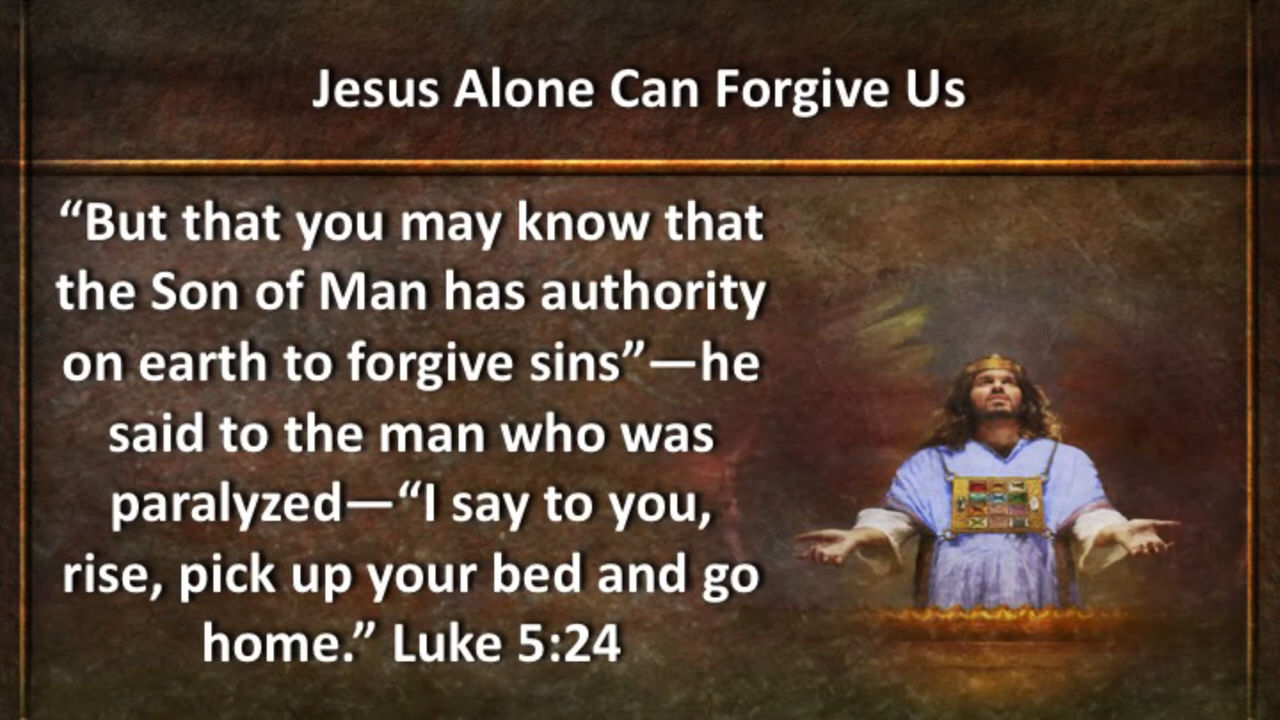 Jesus Alone Can Forgive Us
“But that you may know that
the Son of Man has authority
on earth to forgive sins”—he
said to the man who was
paralyzed—“I say to you,
rise, pick up your bed and go
home.” Luke 5:24